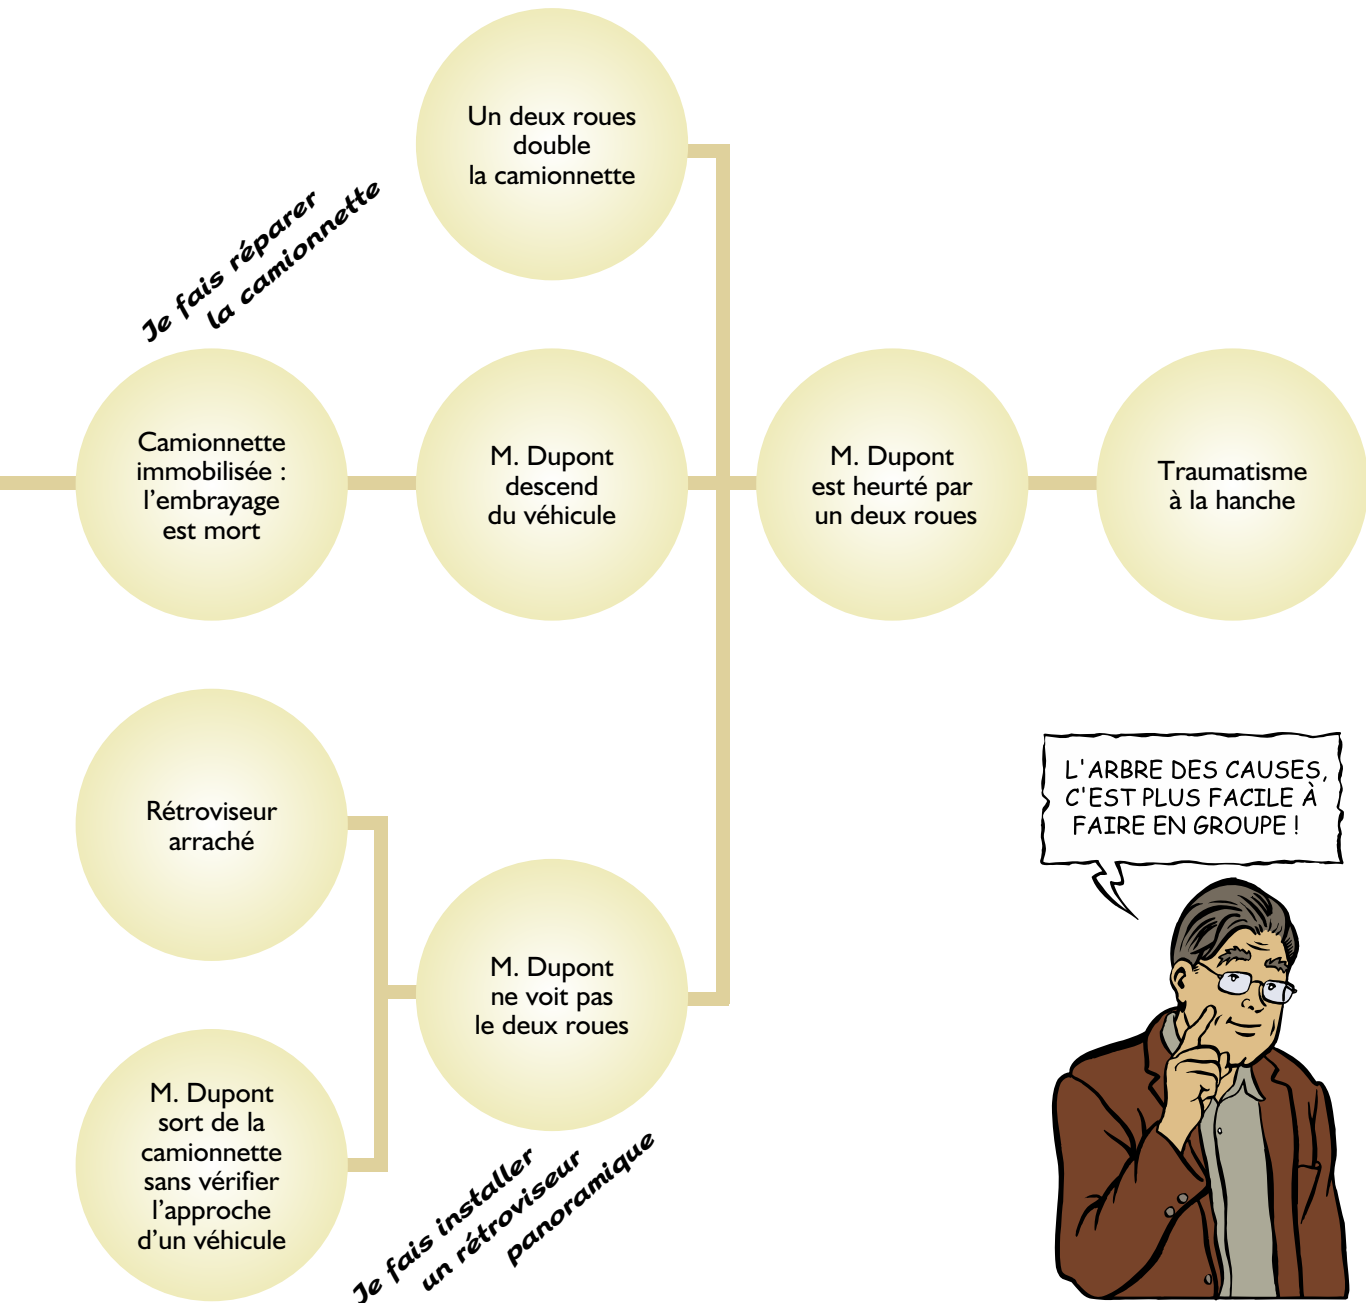 Un deux roues
double
la camionnette
Je fais réparer
la camionnette
Camionnette
immobilisée :
l'embrayage
est mort
M. Dupont
descend
du véhicule
M. Dupont
est heurté par
un deux roues
Traumatisme
à la hanche
Rétroviseur
arraché
L'ARBRE DES CAUSES,
C'EST PLUS FACILE À
FAIRE EN GROUPE !
M. Dupont
ne voit pas
le deux roues
M. Dupont
sort de la
camionnette
sans vérifier
l'approche
d'un véhicule
Je fais installer
un rétroviseur
panoramique